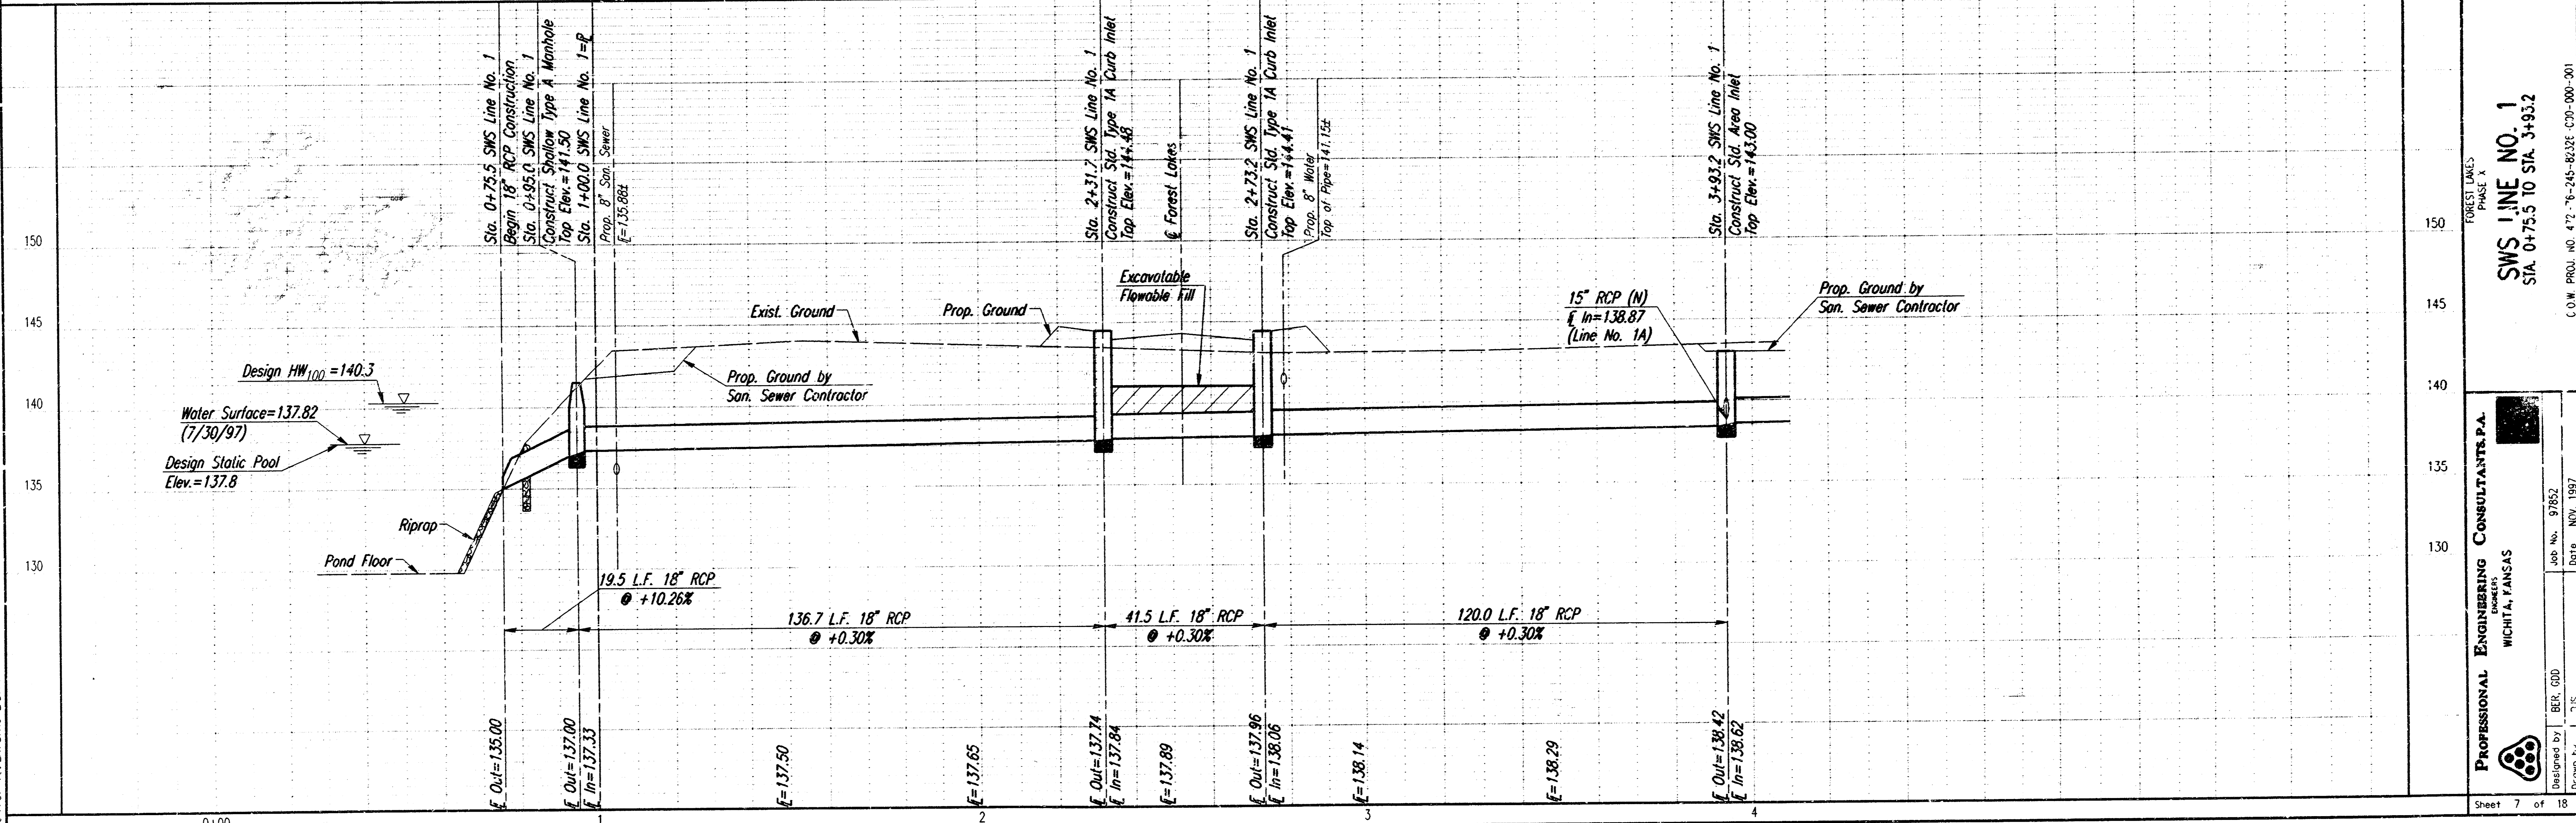 Sta. 0+75.5 SWS Line No. 1
Begin 18" RCP Construction
Sta. 0+95.0 SWS Line No. 1
Construct Shallow Type A Manhole
Top Elev.=141.50
Sta. 1+00.0 SWS Line No. 1=℄
Prop. 8" San. Sewer
℄=135.88±
Sta. 2+31.7 SWS Line No. 1
Construct Std. Type 1A Curb Inlet
Top Elev.=144.48
℄ Forest Lakes
Sta. 2+73.2 SWS Line No. 1
Construct Std. Type 1A Curb Inlet
Top Elev.=144.41
Prop. 8" Water
Top of Pipe=141.15±
Sta. 3+93.2 SWS Line No. 1
Construct Std. Area Inlet
Top Elev.=143.00
150
145
140
135
130
150
145
140
135
130
Design HW100 =140.3
Water Surface=137.82
(7/30/97)
Design Static Pool
Elev.=137.8
Riprap
Pond Floor
Exist. Ground
Prop. Ground
Prop. Ground by
San. Sewer Contractor
Excavatable
Flowable Fill
15" RCP (N)
℄ In=138.87
(Line No. 1A)
Prop. Ground by
San. Sewer Contractor
19.5 L.F. 18" RCP
@ +10.26%
136.7 L.F. 18" RCP
@ +0.30%
41.5 L.F. 18" RCP
@ +0.30%
120.0 L.F. 18" RCP
@ +0.30%
℄ Out=135.00
℄ Out=137.00
℄ In=137.33
℄=137.50
℄=137.65
℄ Out=137.74
℄ In=137.84
℄=137.89
℄ Out=137.96
℄ In=138.06
℄=138.14
℄=138.29
℄ Out=138.42
℄ In=138.62
0+00
1
2
3
4
FOREST LAKES
PHASE X
SWS LINE NO. 1
STA. 0+75.5 TO STA. 3+93.2
C.O.W. PROJ. NO. 472-76-245-82326-C00-000-001
PROFESSIONAL ENGINEERING CONSULTANTS,P.A.
ENGINEERS
WICHITA, KANSAS
Job No. 97852
Date NOV. 1997
Designed by BER, GDD
Drawn by
Sheet 7 of 18